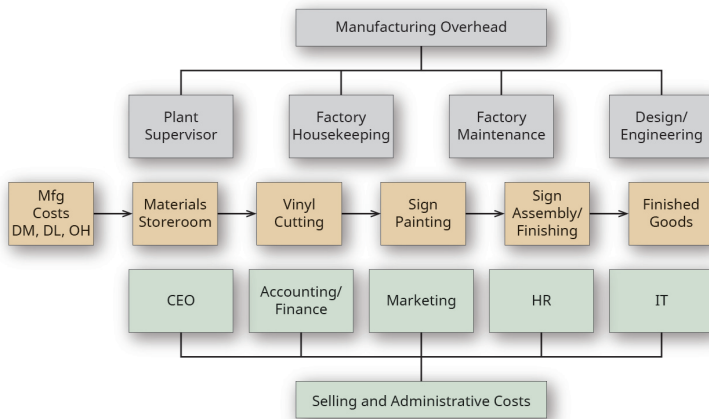 Manufacturing Overhead
Plant
Supervisor
Factory
Housekeeping
Factory
Maintenance
Design/
Engineering
Mfg
Costs
DM, DL, OH
Materials
Storeroom
Vinyl
Cutting
Sign
Painting
Sign
Assembly/
Finishing
Finished
Goods
CEO
Accounting/
Finance
Marketing
HR
IT
Selling and Administrative Costs